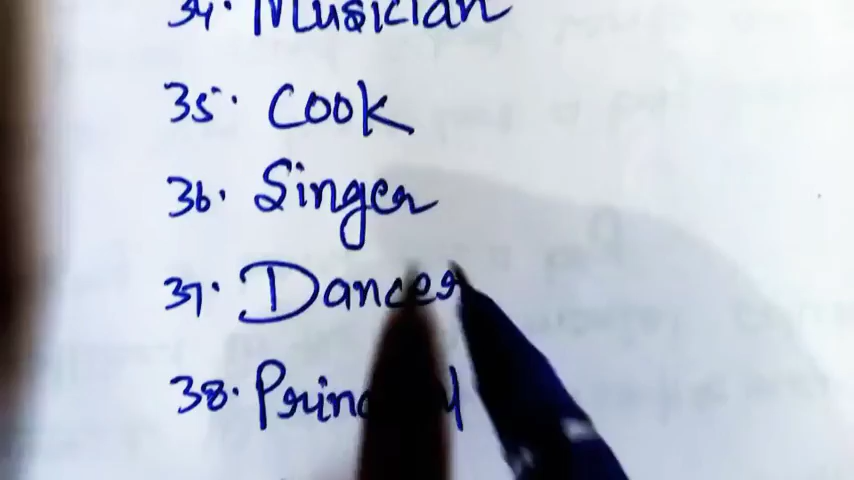 34. Musician
35. Cook
36. Singer
37. Dancer
38.